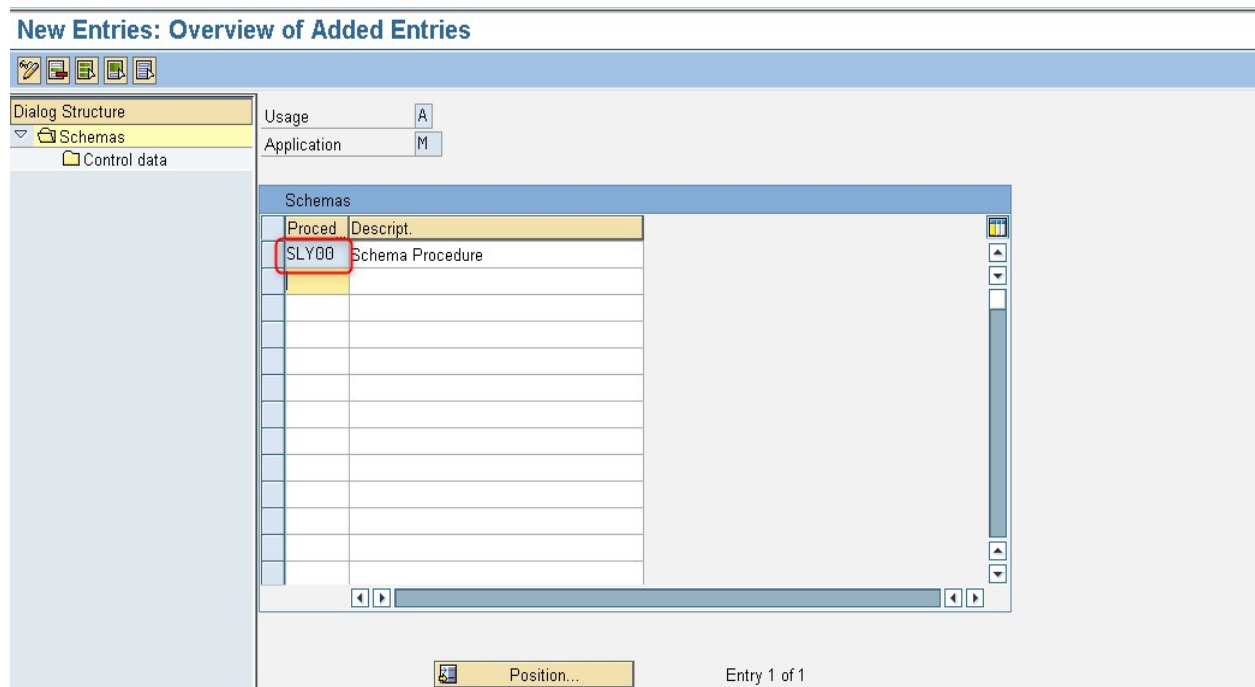 New Entries: Overview of Added Entries
Dialog Structure
Schemas
Control data
Usage A
Application M
Schemas
Proced... Descript.
SLY00 Schema Procedure
Position... Entry 1 of 1